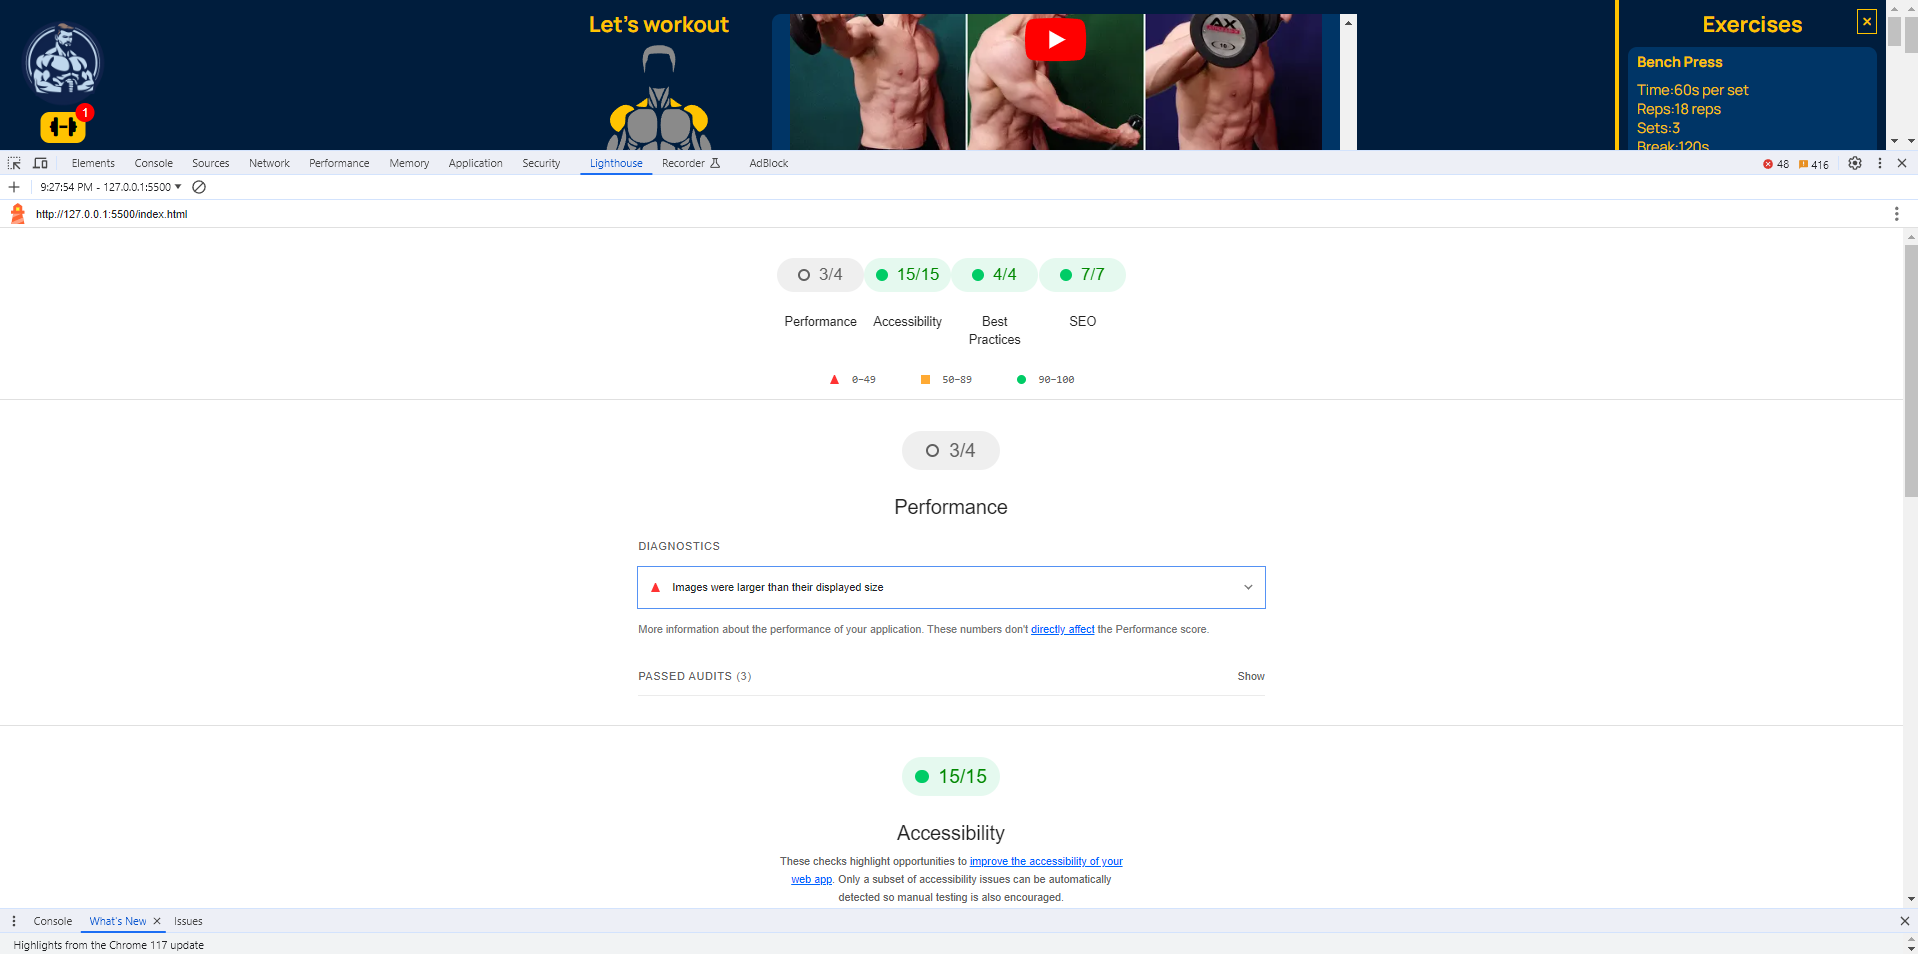 Let's workout
Exercises
×
Bench Press
Time:60s per set
Reps:18 reps
Sets:3
Break:120s
1
AX
10
Elements Console Sources Network Performance Memory Application Security Lighthouse Recorder AdBlock 48 416
9:27:54 PM - 127.0.0.1:5500
http://127.0.0.1:5500/index.html
3/4 15/15 4/4 7/7
Performance Accessibility Best Practices SEO
0–49 50–89 90–100
3/4
Performance
DIAGNOSTICS
Images were larger than their displayed size
More information about the performance of your application. These numbers don't directly affect the Performance score.
PASSED AUDITS (3) Show
15/15
Accessibility
These checks highlight opportunities to improve the accessibility of your
web app. Only a subset of accessibility issues can be automatically
detected so manual testing is also encouraged.
Console What's New Issues
Highlights from the Chrome 117 update